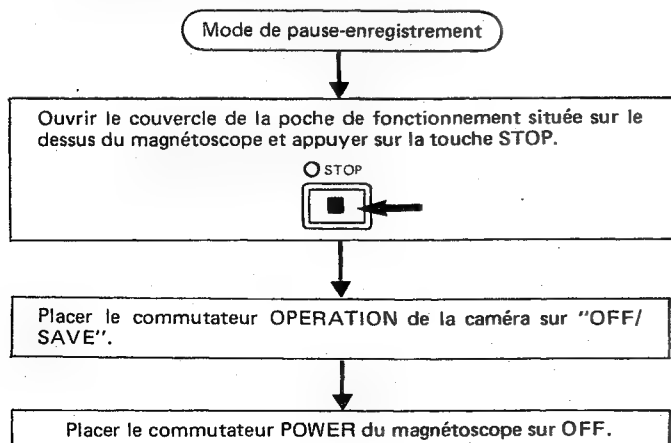 Mode de pause-enregistrement
Ouvrir le couvercle de la poche de fonctionnement située sur le
dessus du magnétoscope et appuyer sur la touche STOP.
STOP
Placer le commutateur OPERATION de la caméra sur "OFF/
SAVE".
Placer le commutateur POWER du magnétoscope sur OFF.